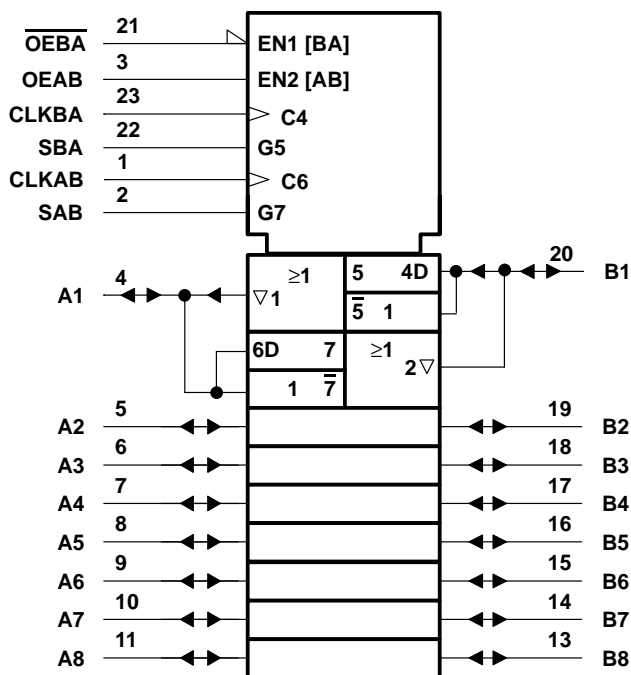 OEBA 21 EN1 [BA]
OEAB 3 EN2 [AB]
CLKBA 23 C4
SBA 22 G5
CLKAB 1 C6
SAB 2 G7
A1 4 ≥1 ▽1 5 4D 20 B1
5̅ 1
6D 7 ≥1 2▽
1 7̅
A2 5 19 B2
A3 6 18 B3
A4 7 17 B4
A5 8 16 B5
A6 9 15 B6
A7 10 14 B7
A8 11 13 B8